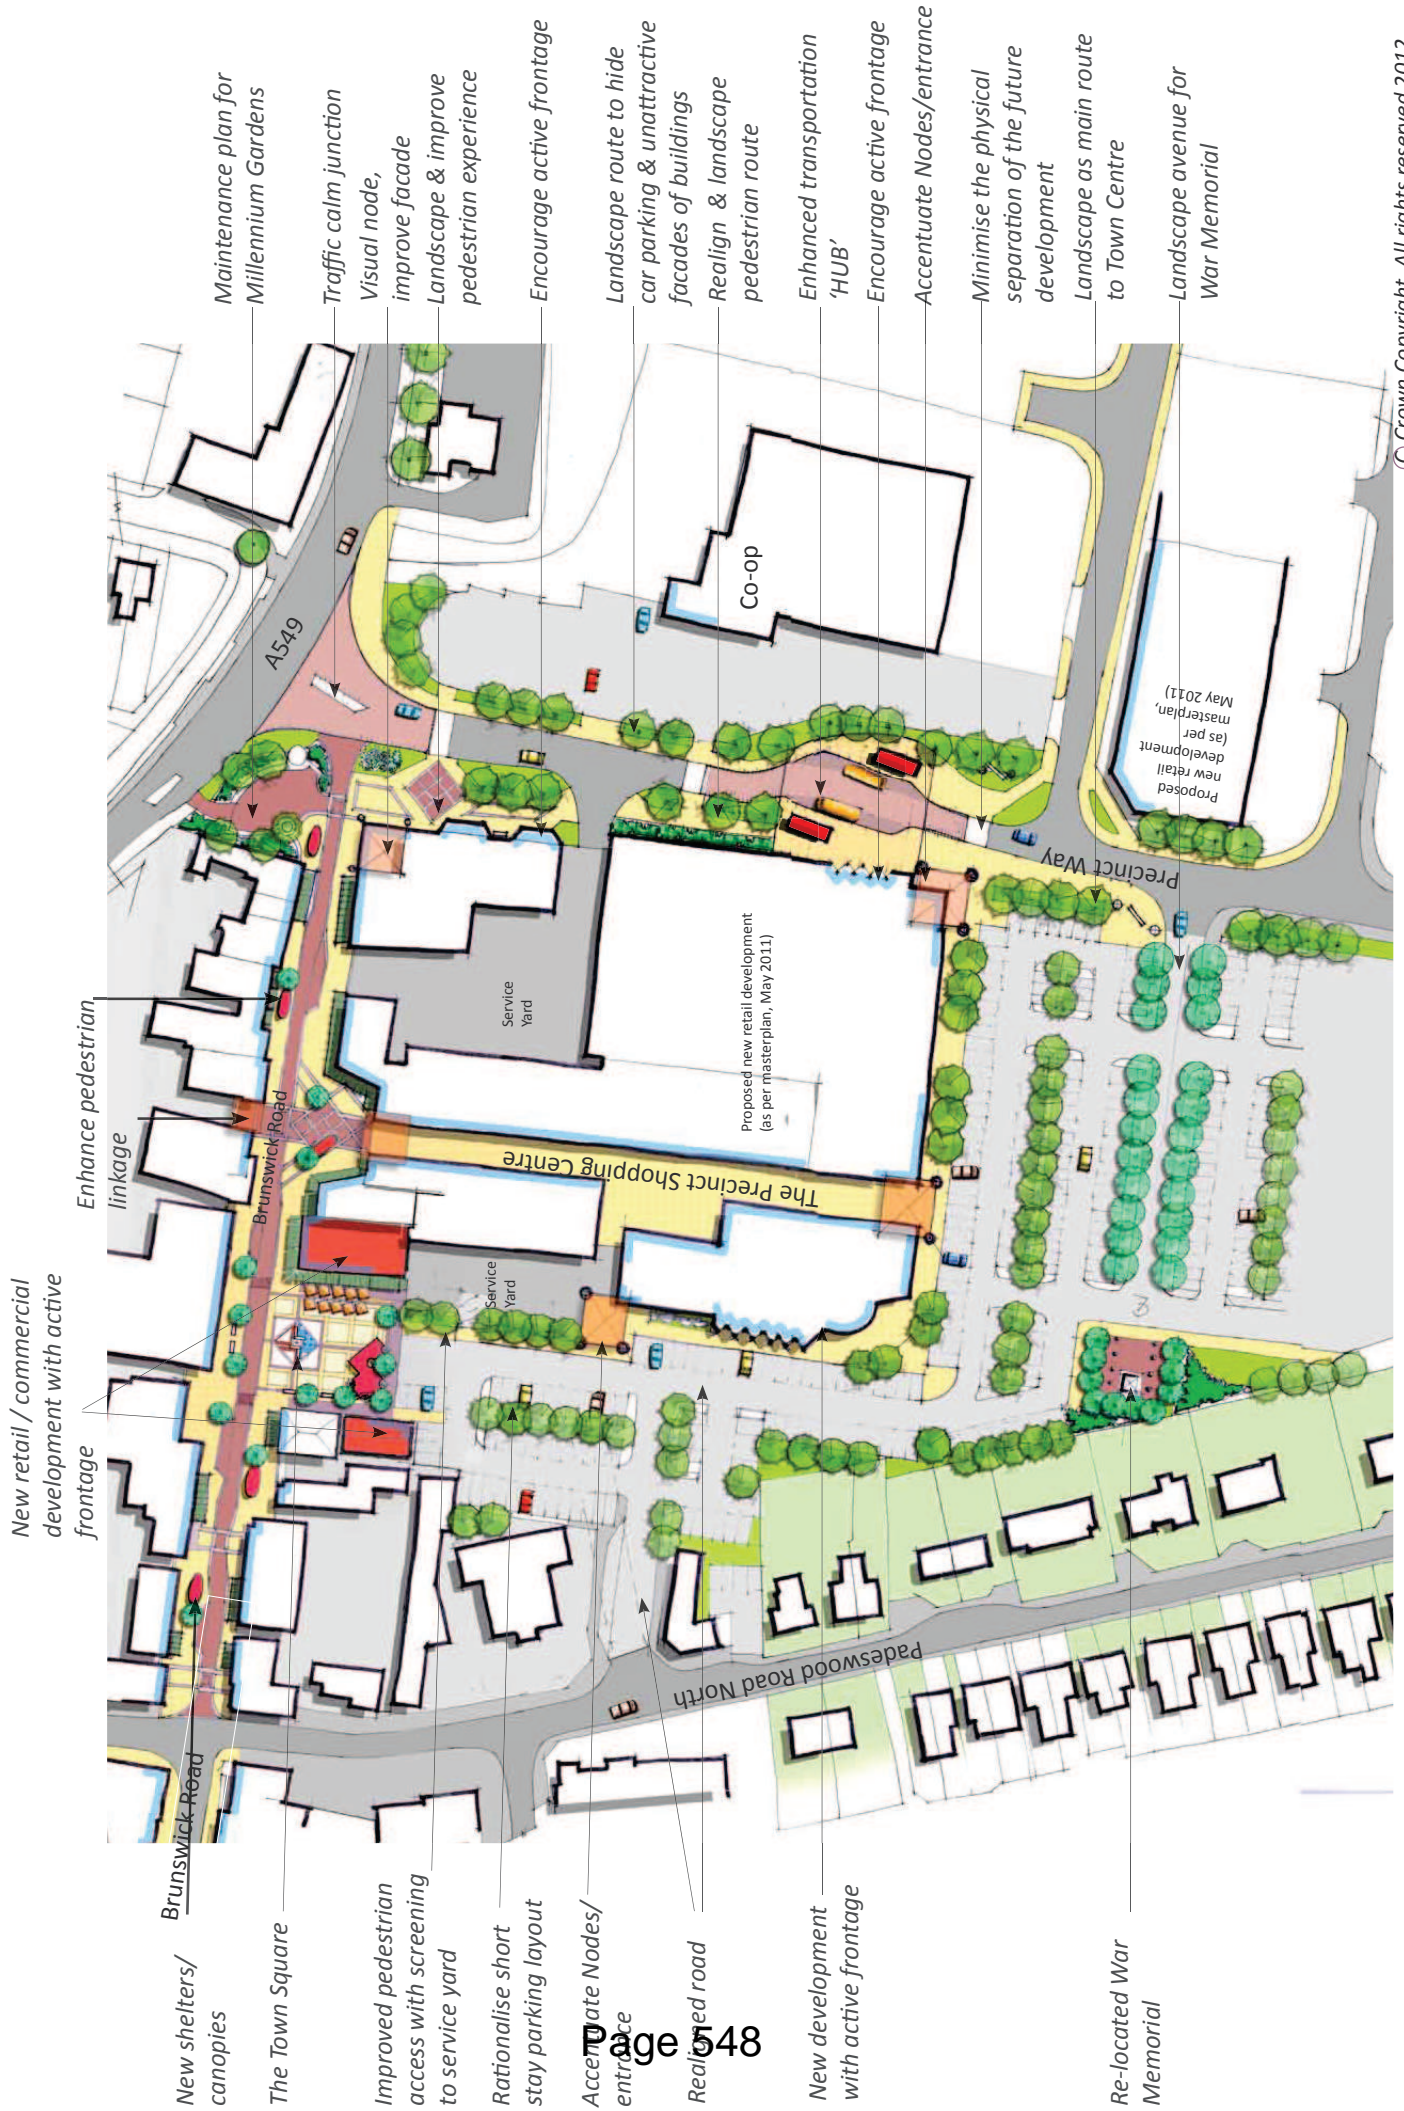 New retail / commercial
development with active
frontage
Enhance pedestrian
linkage
Maintenance plan for
Millennium Gardens
Traffic calm junction
Visual node,
improve facade
Landscape & improve
pedestrian experience
Encourage active frontage
Landscape route to hide
car parking & unattractive
facades of buildings
Realign & landscape
pedestrian route
Enhanced transportation
‘HUB’
Encourage active frontage
Accentuate Nodes/entrance
Minimise the physical
separation of the future
development
Landscape as main route
to Town Centre
Landscape avenue for
War Memorial
New shelters/
canopies
The Town Square
Improved pedestrian
access with screening
to service yard
Rationalise short
stay parking layout
Accentuate Nodes/
entrance
Realigned road
New development
with active frontage
Re-located War
Memorial
Brunswick Road
Brunswick Road
A549
Co-op
Service
Yard
Service
Yard
The Precinct Shopping Centre
Proposed new retail development
(as per masterplan, May 2011)
Precinct Way
Proposed
new retail
development
(as per
masterplan,
May 2011)
Padeswood Road North
© Crown Copyright. All rights reserved 2012
Page 548